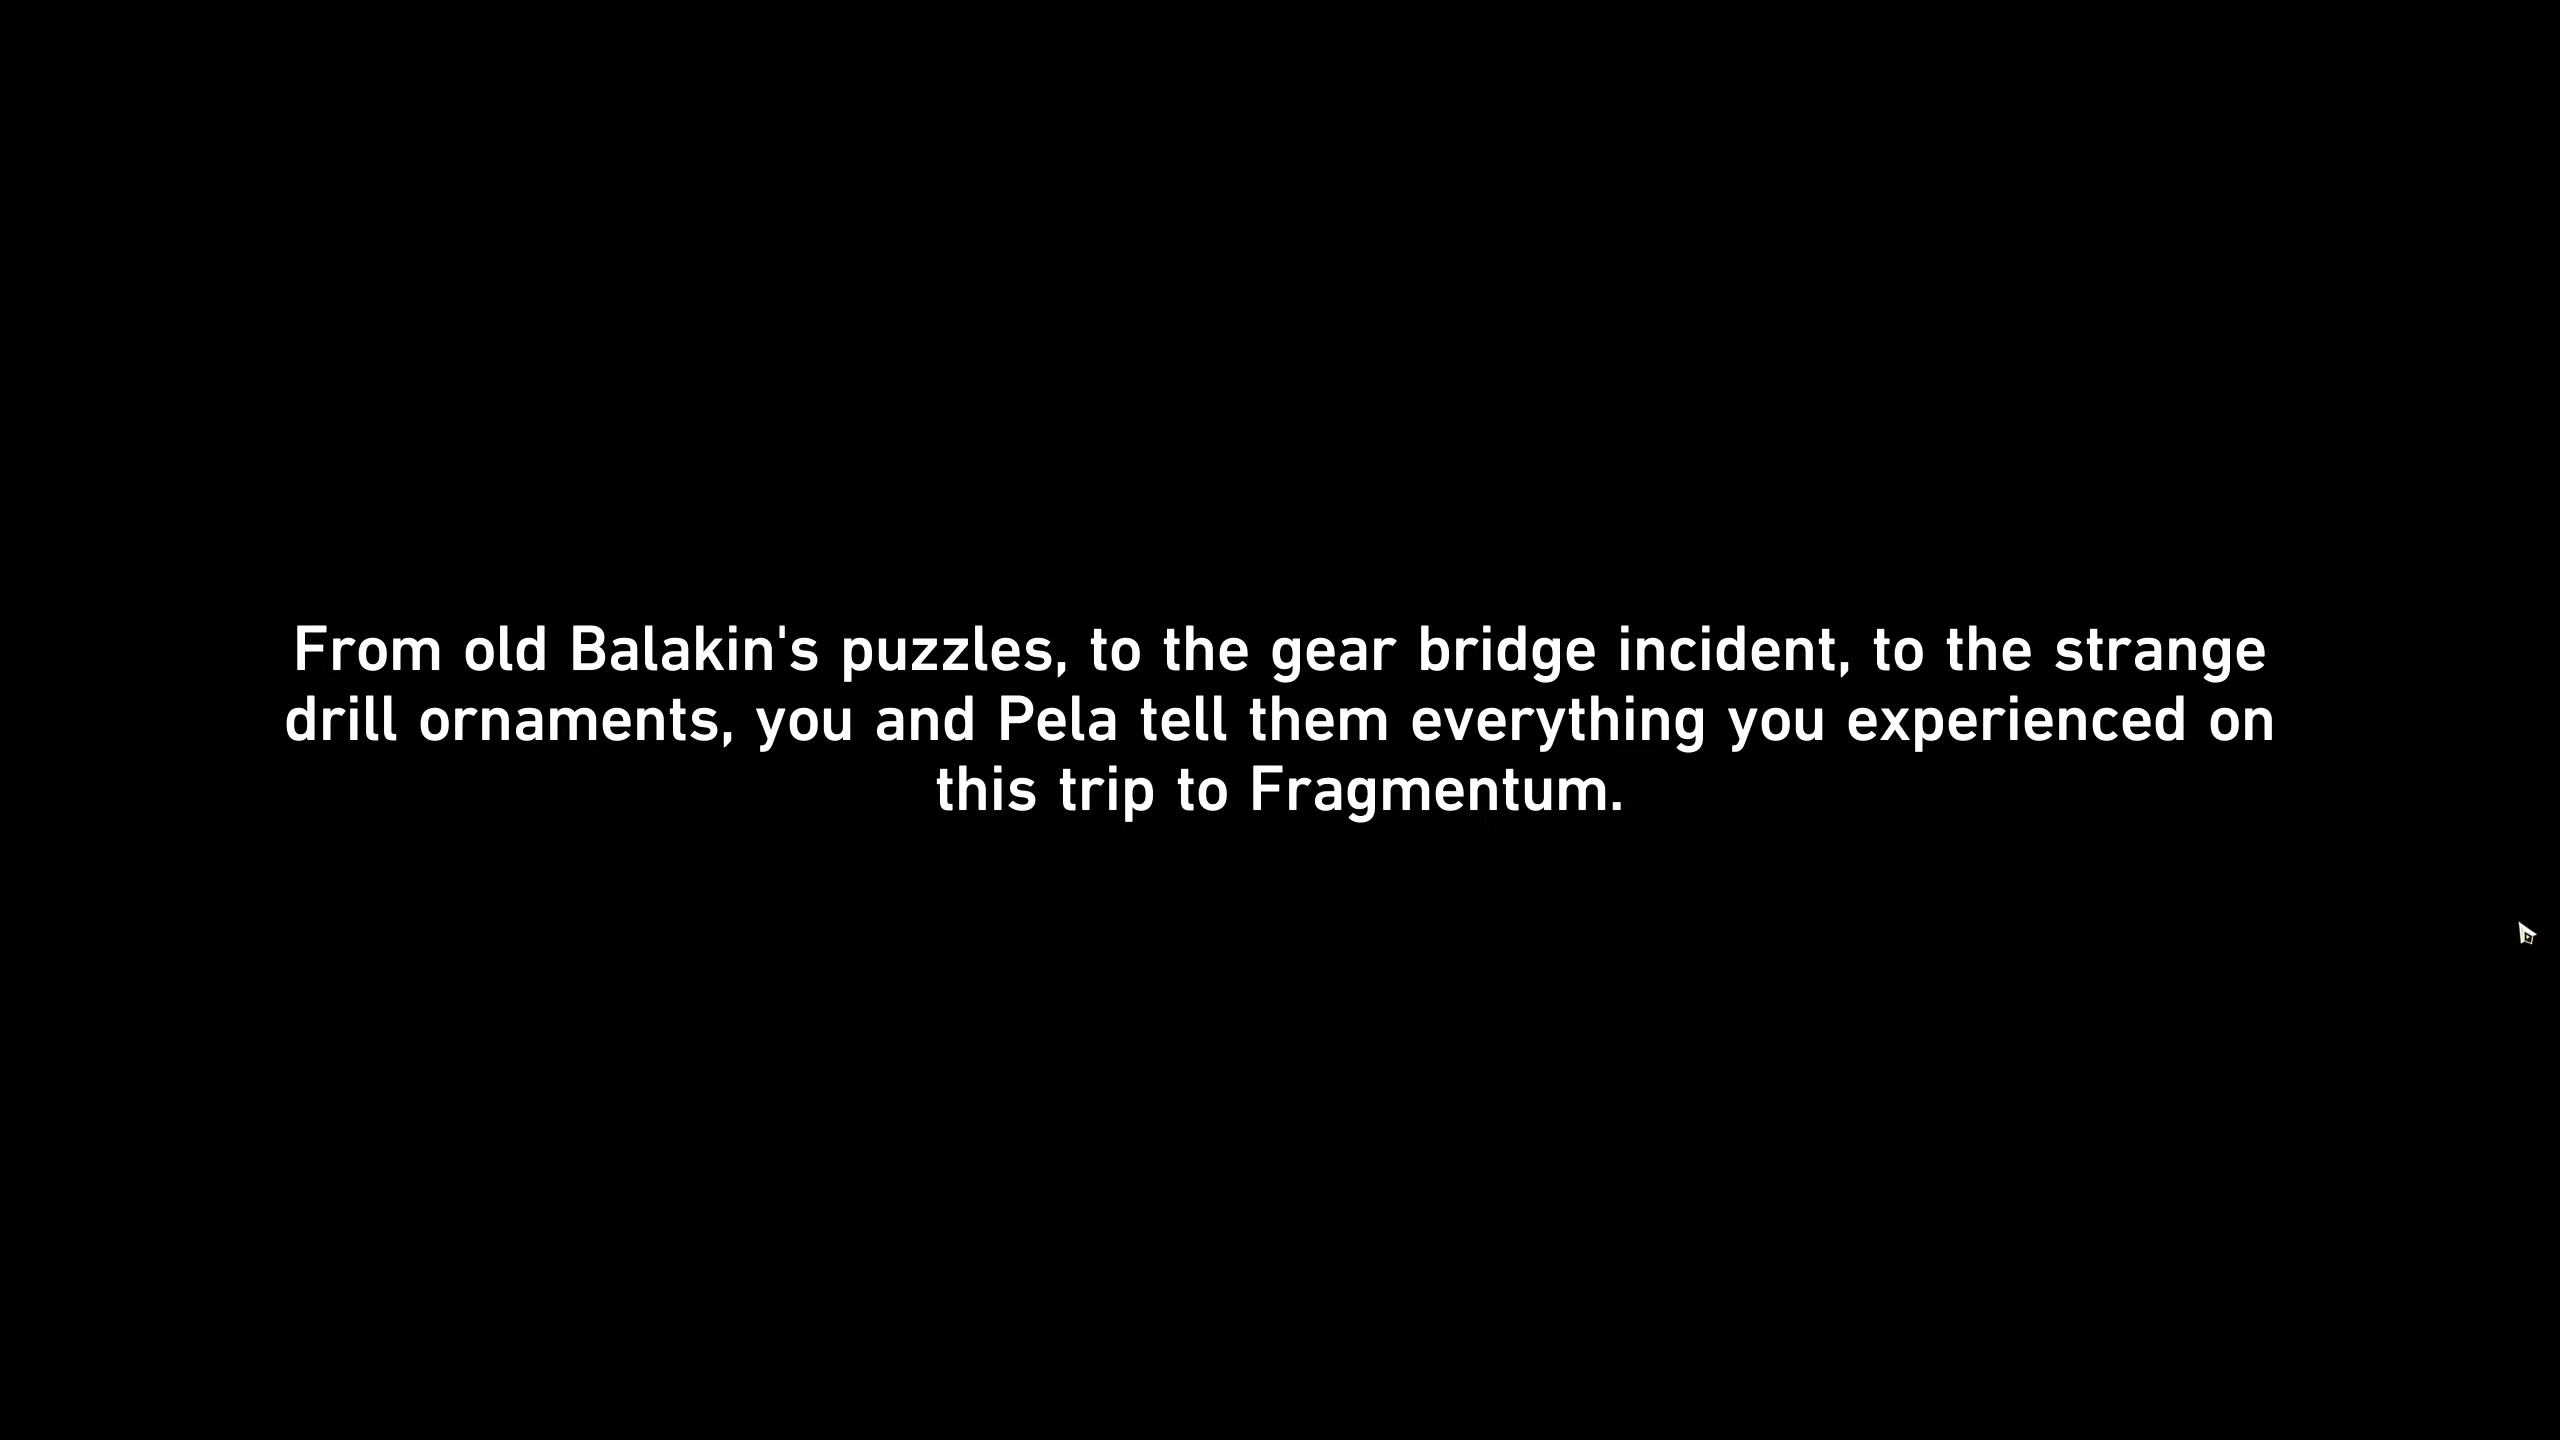 From old Balakin's puzzles, to the gear bridge incident, to the strange
drill ornaments, you and Pela tell them everything you experienced on
this trip to Fragmentum.